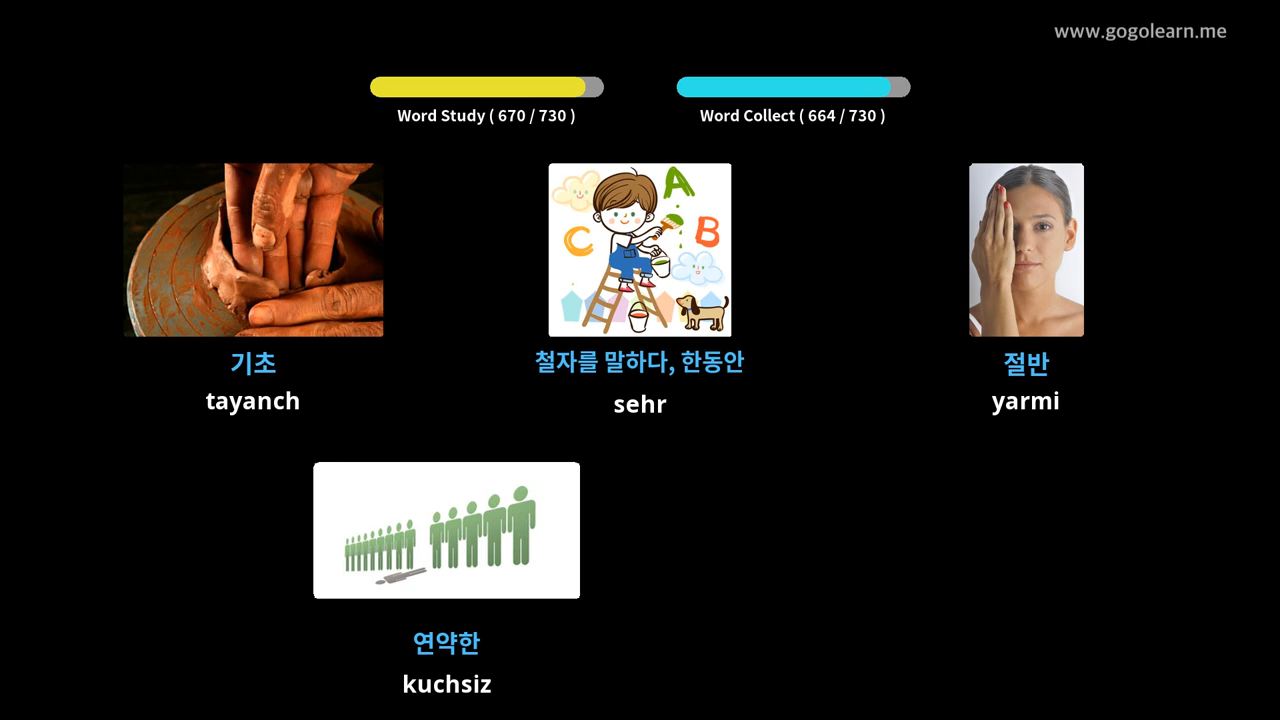 www.gogolearn.me
Word Study ( 670 / 730 )
Word Collect ( 664 / 730 )
기초
tayanch
철자를 말하다, 한동안
sehr
절반
yarmi
연약한
kuchsiz
A
B
C